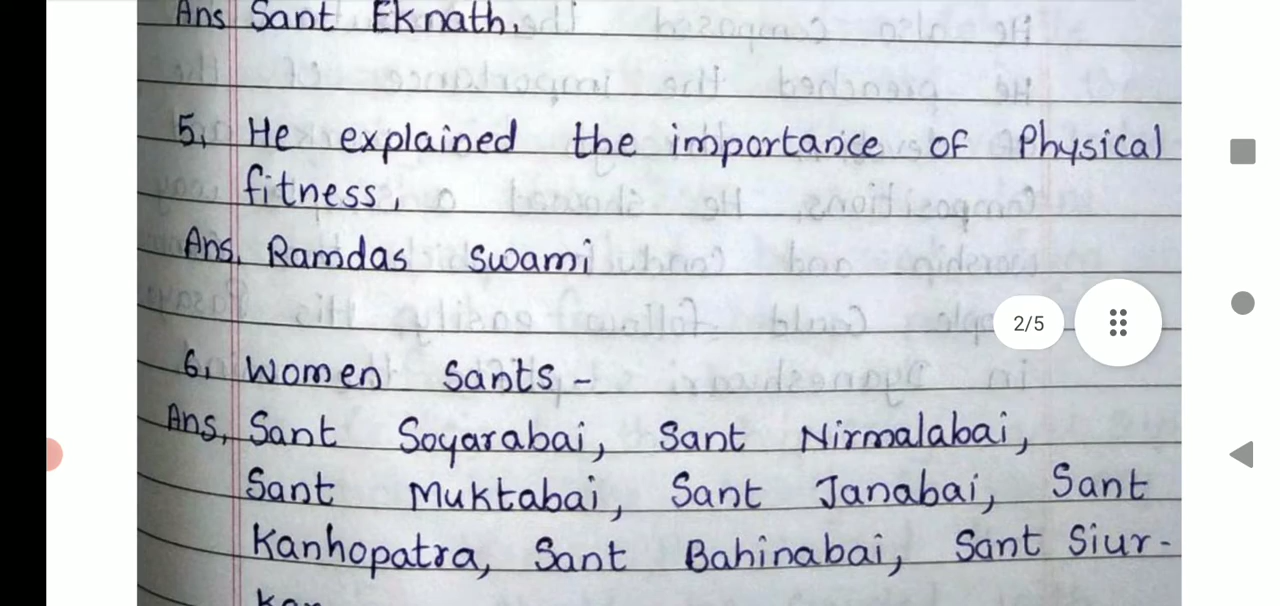 Ans Sant Eknath.
5. He explained the importance of Physical
fitness.
Ans. Ramdas Swami
2/5
6. Women Sants -
Ans. Sant Soyarabai, Sant Nirmalabai,
Sant Muktabai, Sant Janabai, Sant
Kanhopatra, Sant Bahinabai, Sant Siur-
kar